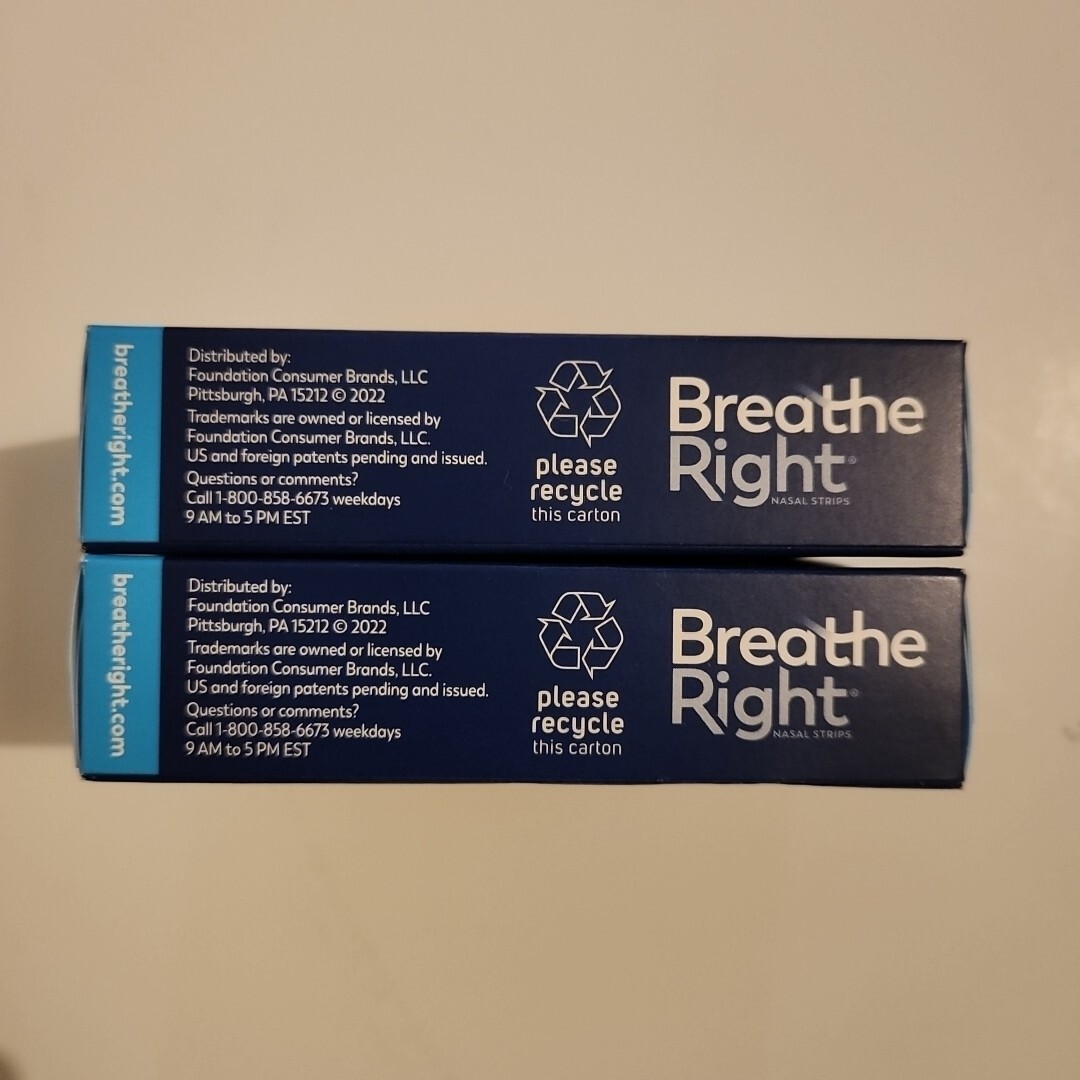 breatheright.com
Distributed by:
Foundation Consumer Brands, LLC
Pittsburgh, PA 15212 © 2022
Trademarks are owned or licensed by
Foundation Consumer Brands, LLC.
US and foreign patents pending and issued.
Questions or comments?
Call 1-800-858-6673 weekdays
9 AM to 5 PM EST
please
recycle
this carton
Breathe
Right®
NASAL STRIPS
breatheright.com
Distributed by:
Foundation Consumer Brands, LLC
Pittsburgh, PA 15212 © 2022
Trademarks are owned or licensed by
Foundation Consumer Brands, LLC.
US and foreign patents pending and issued.
Questions or comments?
Call 1-800-858-6673 weekdays
9 AM to 5 PM EST
please
recycle
this carton
Breathe
Right®
NASAL STRIPS